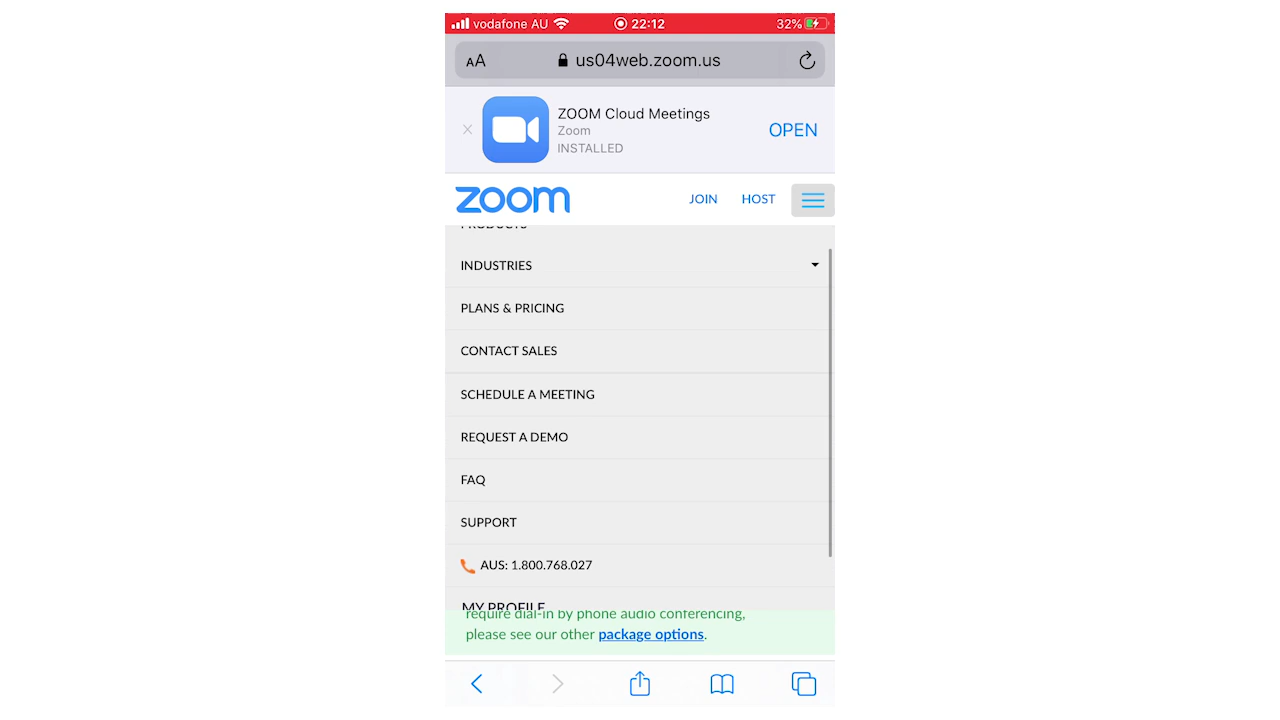 vodafone AU 22:12 32%
AA us04web.zoom.us
ZOOM Cloud Meetings
Zoom
INSTALLED
OPEN
zoom JOIN HOST
PRODUCTS
INDUSTRIES
PLANS & PRICING
CONTACT SALES
SCHEDULE A MEETING
REQUEST A DEMO
FAQ
SUPPORT
AUS: 1.800.768.027
MY PROFILE
require dial-in by phone audio conferencing,
please see our other package options.